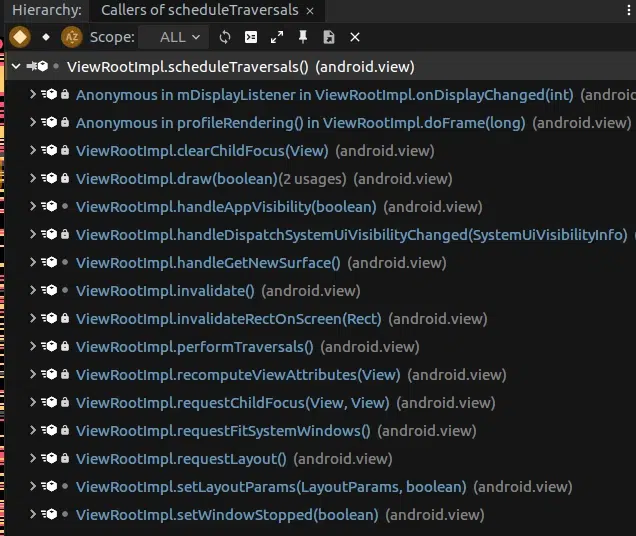 Hierarchy: Callers of scheduleTraversals ×
Scope: ALL
ViewRootImpl.scheduleTraversals() (android.view)
Anonymous in mDisplayListener in ViewRootImpl.onDisplayChanged(int) (androic
Anonymous in profileRendering() in ViewRootImpl.doFrame(long) (android.view)
ViewRootImpl.clearChildFocus(View) (android.view)
ViewRootImpl.draw(boolean)(2 usages) (android.view)
ViewRootImpl.handleAppVisibility(boolean) (android.view)
ViewRootImpl.handleDispatchSystemUiVisibilityChanged(SystemUiVisibilityInfo) (
ViewRootImpl.handleGetNewSurface() (android.view)
ViewRootImpl.invalidate() (android.view)
ViewRootImpl.invalidateRectOnScreen(Rect) (android.view)
ViewRootImpl.performTraversals() (android.view)
ViewRootImpl.recomputeViewAttributes(View) (android.view)
ViewRootImpl.requestChildFocus(View, View) (android.view)
ViewRootImpl.requestFitSystemWindows() (android.view)
ViewRootImpl.requestLayout() (android.view)
ViewRootImpl.setLayoutParams(LayoutParams, boolean) (android.view)
ViewRootImpl.setWindowStopped(boolean) (android.view)